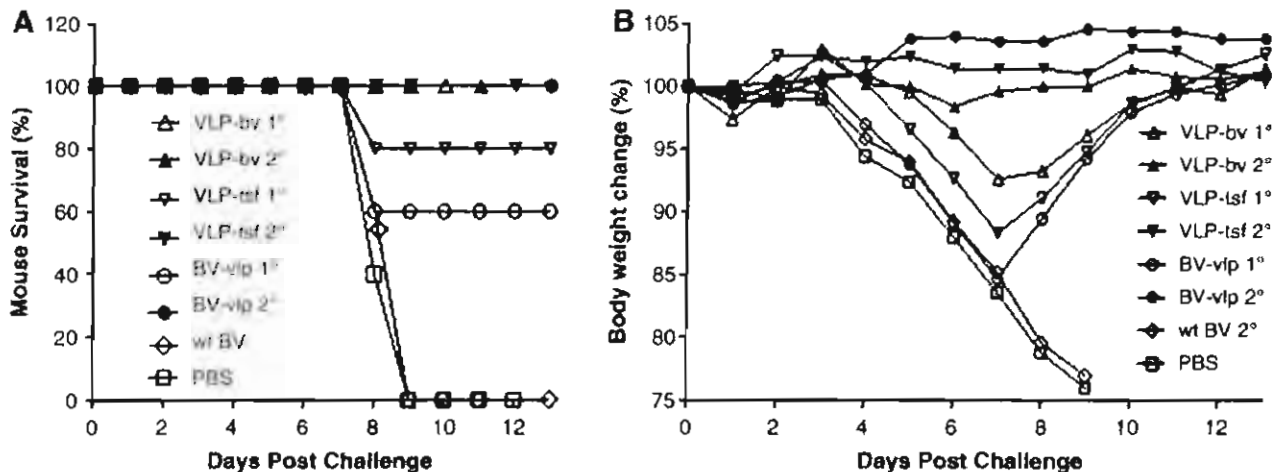 A
Mouse Survival (%)
120
100
80
60
40
20
0
VLP-bv 1°
VLP-bv 2°
VLP-tsf 1°
VLP-tsf 2°
BV-vlp 1°
BV-vlp 2°
wt BV
PBS
0 2 4 6 8 10 12
Days Post Challenge
B
Body weight change (%)
105
100
95
90
85
80
75
VLP-bv 1°
VLP-bv 2°
VLP-tsf 1°
VLP-tsf 2°
BV-vlp 1°
BV-vlp 2°
wt BV 2°
PBS
0 2 4 6 8 10 12
Days Post Challenge